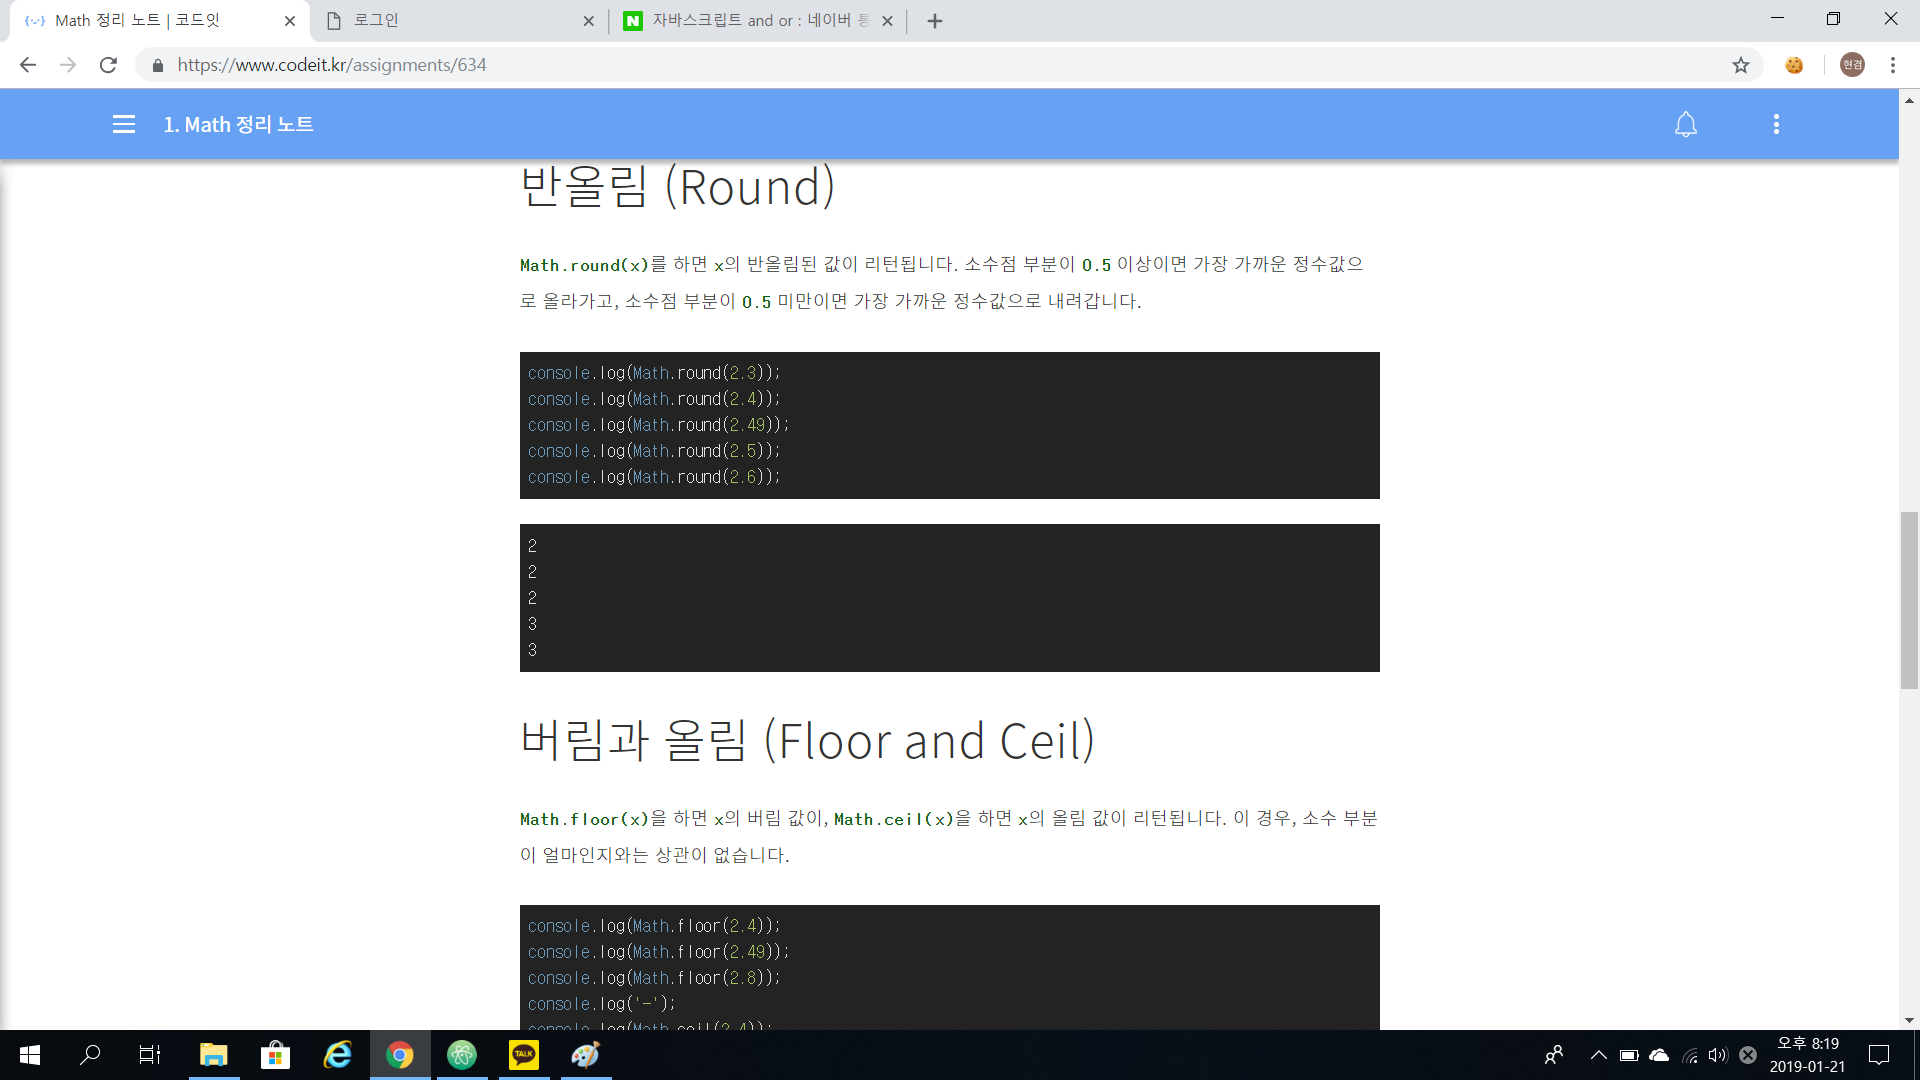 Math 정리 노트 | 코드잇
로그인
자바스크립트 and or : 네이버 통
https://www.codeit.kr/assignments/634
현겸
1. Math 정리 노트
반올림 (Round)
Math.round(x)를 하면 x의 반올림된 값이 리턴됩니다. 소수점 부분이 0.5 이상이면 가장 가까운 정수값으
로 올라가고, 소수점 부분이 0.5 미만이면 가장 가까운 정수값으로 내려갑니다.
console.log(Math.round(2.3));
console.log(Math.round(2.4));
console.log(Math.round(2.49));
console.log(Math.round(2.5));
console.log(Math.round(2.6));
2
2
2
3
3
버림과 올림 (Floor and Ceil)
Math.floor(x)을 하면 x의 버림 값이, Math.ceil(x)을 하면 x의 올림 값이 리턴됩니다. 이 경우, 소수 부분
이 얼마인지와는 상관이 없습니다.
console.log(Math.floor(2.4));
console.log(Math.floor(2.49));
console.log(Math.floor(2.8));
console.log('-');
console.log(Math.ceil(2.4));
TALK
오후 8:19
2019-01-21